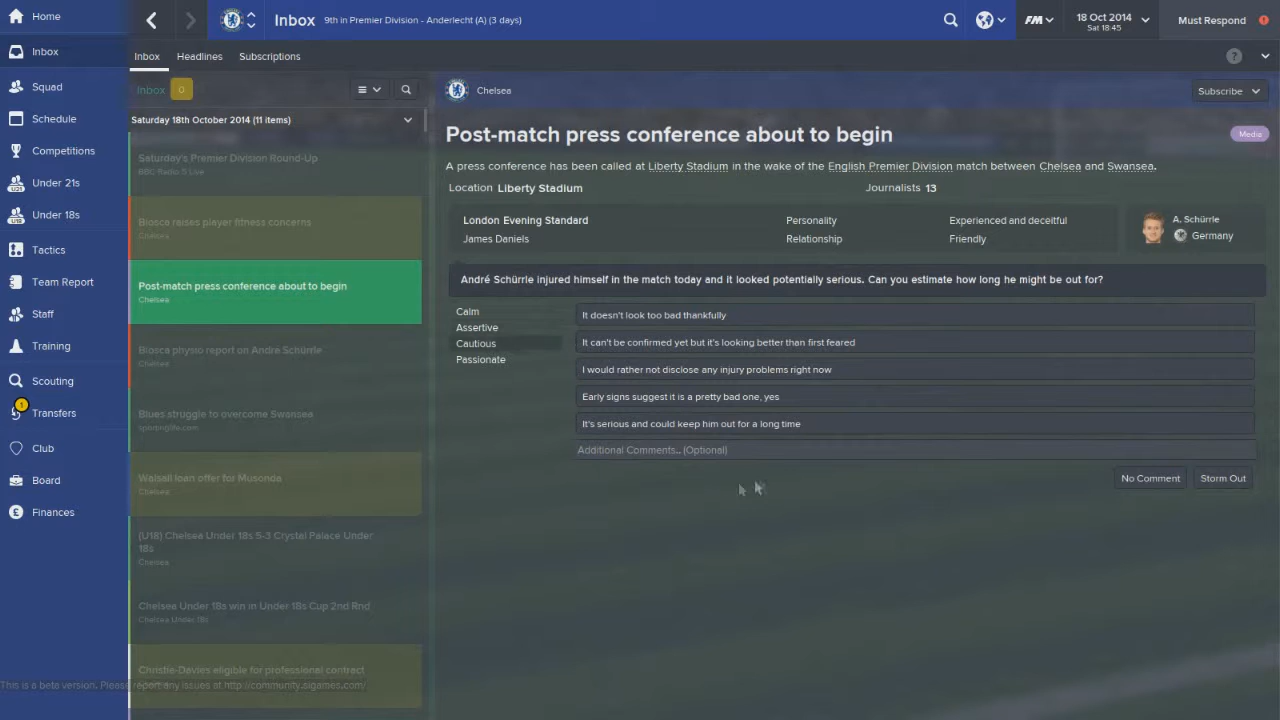 Home
Inbox
Squad
Schedule
Competitions
Under 21s
Under 18s
Tactics
Team Report
Staff
Training
Scouting
1
Transfers
Club
Board
Finances
Inbox 9th in Premier Division - Anderlecht (A) (3 days)
FM
18 Oct 2014
Sat 18:45
Must Respond
Inbox Headlines Subscriptions
Inbox 0
Saturday 18th October 2014 (11 items)
Saturday's Premier Division Round-Up
BBC Radio 5 Live
Biosca raises player fitness concerns
Chelsea
Post-match press conference about to begin
Chelsea
Biosca physio report on André Schürrle
Chelsea
Blues struggle to overcome Swansea
sportinglife.com
Walsall loan offer for Musonda
Chelsea
(U18) Chelsea Under 18s 5-3 Crystal Palace Under
18s
Chelsea
Chelsea Under 18s win in Under 18s Cup 2nd Rnd
Chelsea Under 18s
Christie-Davies eligible for professional contract
This is a beta version. Please report any issues at http://community.sigames.com/
Chelsea
Subscribe
Post-match press conference about to begin
Media
A press conference has been called at Liberty Stadium in the wake of the English Premier Division match between Chelsea and Swansea.
Location Liberty Stadium Journalists 13
London Evening Standard Personality Experienced and deceitful
James Daniels Relationship Friendly
A. Schürrle
Germany
André Schürrle injured himself in the match today and it looked potentially serious. Can you estimate how long he might be out for?
Calm
Assertive
Cautious
Passionate
It doesn't look too bad thankfully
It can't be confirmed yet but it's looking better than first feared
I would rather not disclose any injury problems right now
Early signs suggest it is a pretty bad one, yes
It's serious and could keep him out for a long time
Additional Comments.. (Optional)
No Comment Storm Out